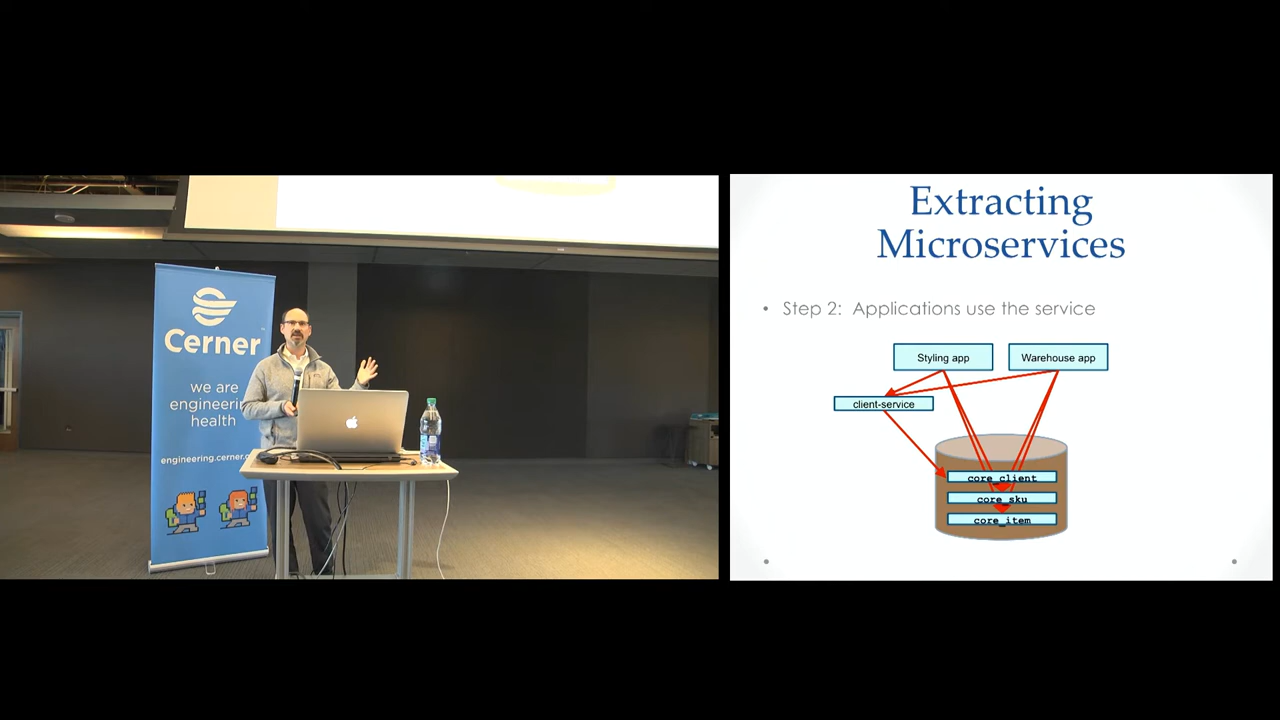 Cerner
we are
engineering
health
engineering.cerner.c
Extracting
Microservices
• Step 2: Applications use the service
Styling app
Warehouse app
client-service
core_client
core_sku
core_item